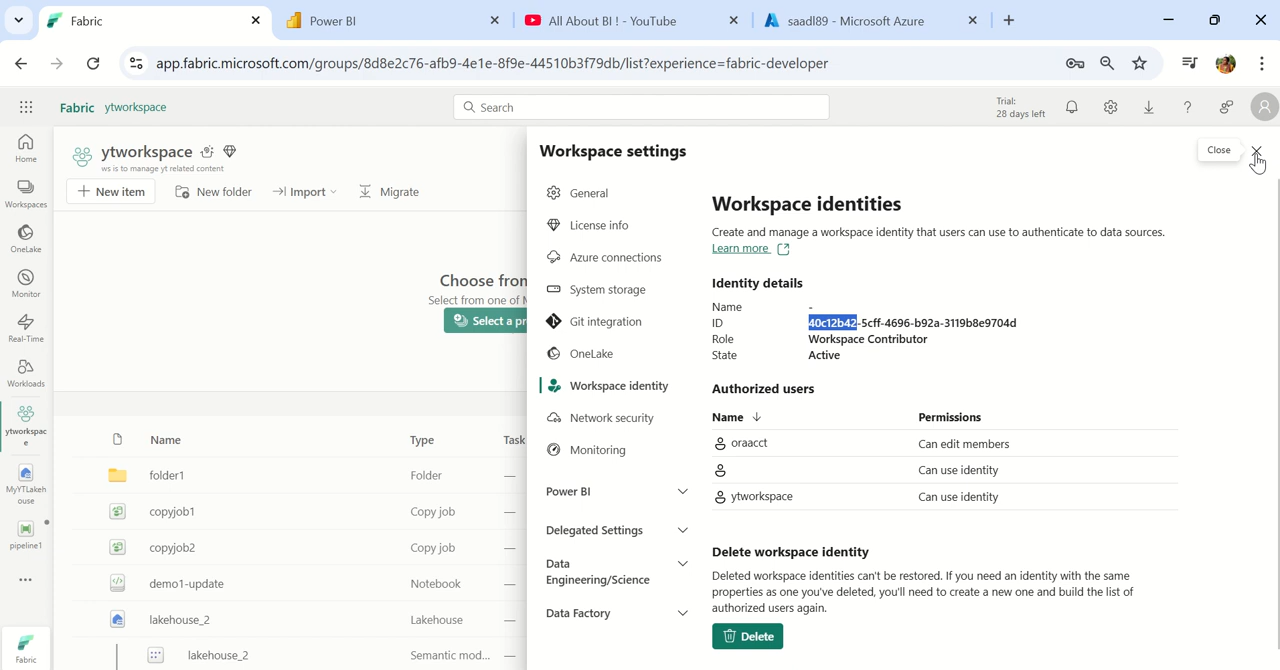 Fabric
Power BI
All About BI ! - YouTube
saadl89 - Microsoft Azure
app.fabric.microsoft.com/groups/8d8e2c76-afb9-4e1e-8f9e-44510b3f79db/list?experience=fabric-developer
Fabric ytworkspace
Search
Trial:
28 days left
Home
Workspaces
OneLake
Monitor
Real-Time
Workloads
ytworkspac
e
MyYTLakeh
ouse
pipeline1
Fabric
ytworkspace
ws is to manage yt related content
New item
New folder
Import
Migrate
Choose from
Select from one of M
Select a pr
Name Type Task
folder1 Folder —
copyjob1 Copy job —
copyjob2 Copy job —
demo1-update Notebook —
lakehouse_2 Lakehouse —
lakehouse_2 Semantic mod... —
Workspace settings
Close
General
License info
Azure connections
System storage
Git integration
OneLake
Workspace identity
Network security
Monitoring
Power BI
Delegated Settings
Data
Engineering/Science
Data Factory
Workspace identities
Create and manage a workspace identity that users can use to authenticate to data sources.
Learn more
Identity details
Name -
ID 40c12b42-5cff-4696-b92a-3119b8e9704d
Role Workspace Contributor
State Active
Authorized users
Name Permissions
oraacct Can edit members
Can use identity
ytworkspace Can use identity
Delete workspace identity
Deleted workspace identities can't be restored. If you need an identity with the same
properties as one you've deleted, you'll need to create a new one and build the list of
authorized users again.
Delete